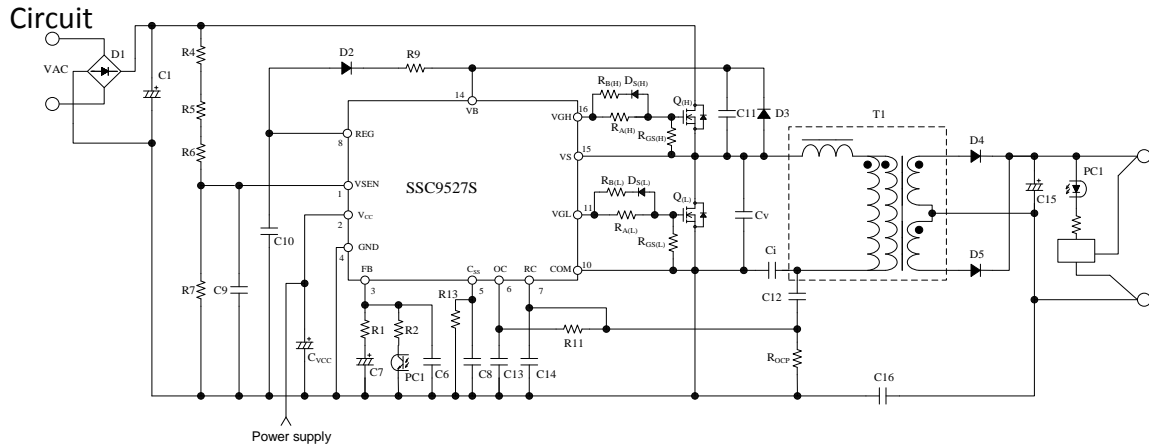 Circuit
VAC
D1
C1
R4
R5
R6
R7
C9
C10
D2
R9
14
VB
REG
8
VSEN
1
VCC
2
GND
4
SSC9527S
FB
3
CSS
5
OC
6
RC
7
VGH
16
VS
15
VGL
11
COM
10
RB(H) DS(H)
RA(H)
RGS(H)
Q(H)
RB(L) DS(L)
RA(L)
RGS(L)
Q(L)
C11
D3
Cv
Ci
T1
D4
D5
C15
PC1
C12
ROCP
R11
R13
R1
R2
C7
PC1
C6
C8
C13
C14
C16
CVCC
Power supply